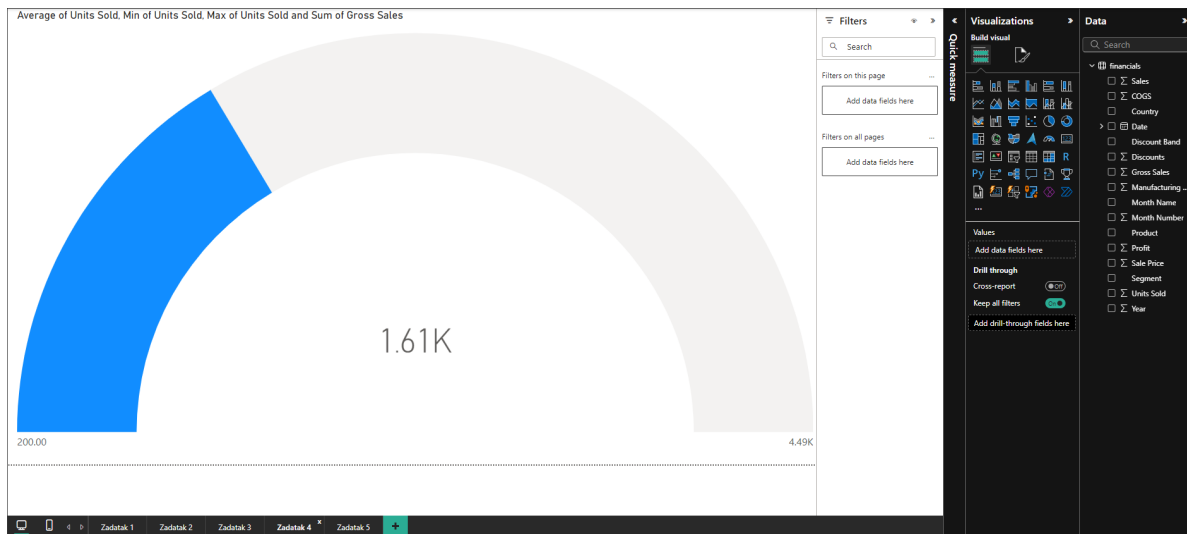 Average of Units Sold, Min of Units Sold, Max of Units Sold and Sum of Gross Sales
1.61K
200.00
4.49K
Filters
Search
Filters on this page
...
Add data fields here
Filters on all pages
...
Add data fields here
Quick measure
Visualizations
Build visual
R
Py
...
Values
Add data fields here
Drill through
Cross-report
Off
Keep all filters
On
Add drill-through fields here
Data
Search
financials
Σ Sales
Σ COGS
Country
Date
Discount Band
Σ Discounts
Σ Gross Sales
Σ Manufacturing ...
Month Name
Σ Month Number
Product
Σ Profit
Σ Sale Price
Segment
Σ Units Sold
Σ Year
Zadatak 1
Zadatak 2
Zadatak 3
Zadatak 4 x
Zadatak 5
+